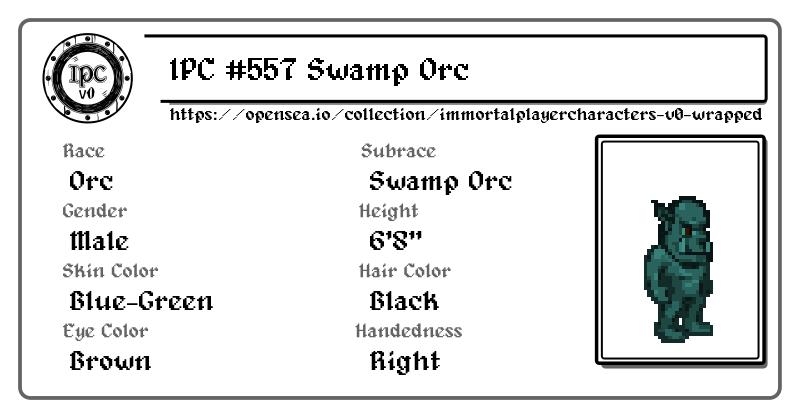 IPC
v0
IPC #557 Swamp Orc
https://opensea.io/collection/immortalplayercharacters-v0-wrapped
Race
Orc
Subrace
Swamp Orc
Gender
Male
Height
6'8"
Skin Color
Blue-Green
Hair Color
Black
Eye Color
Brown
Handedness
Right